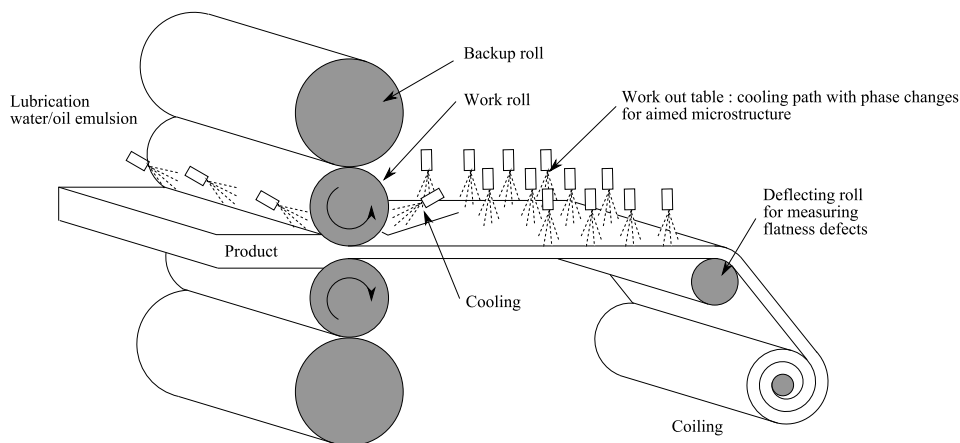 Backup roll
Work roll
Lubrication
water/oil emulsion
Work out table : cooling path with phase changes
for aimed microstructure
Deflecting roll
for measuring
flatness defects
Product
Cooling
Coiling